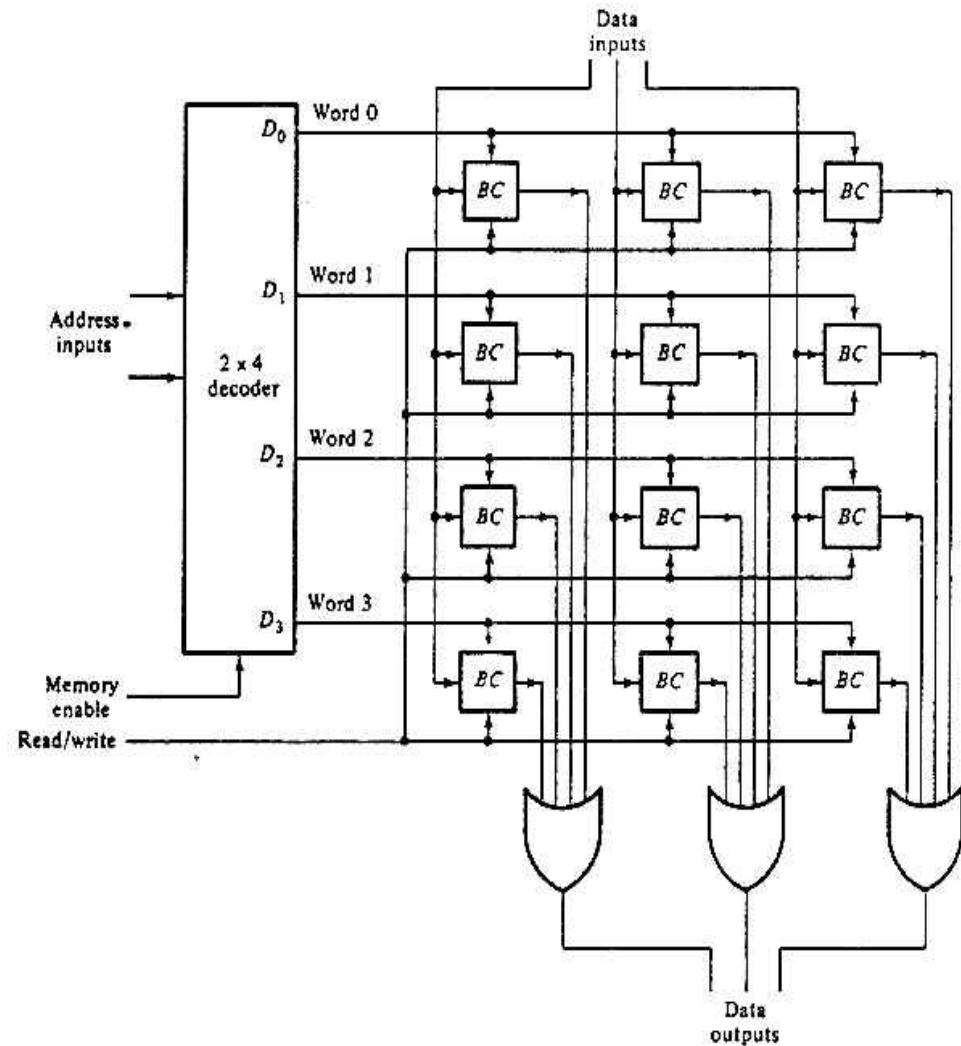 Data
inputs
Word 0
D0
BC BC BC
Word 1
D1
Address
inputs
2 x 4
decoder
BC BC BC
Word 2
D2
BC BC BC
Word 3
D3
BC BC BC
Memory
enable
Read/write
Data
outputs